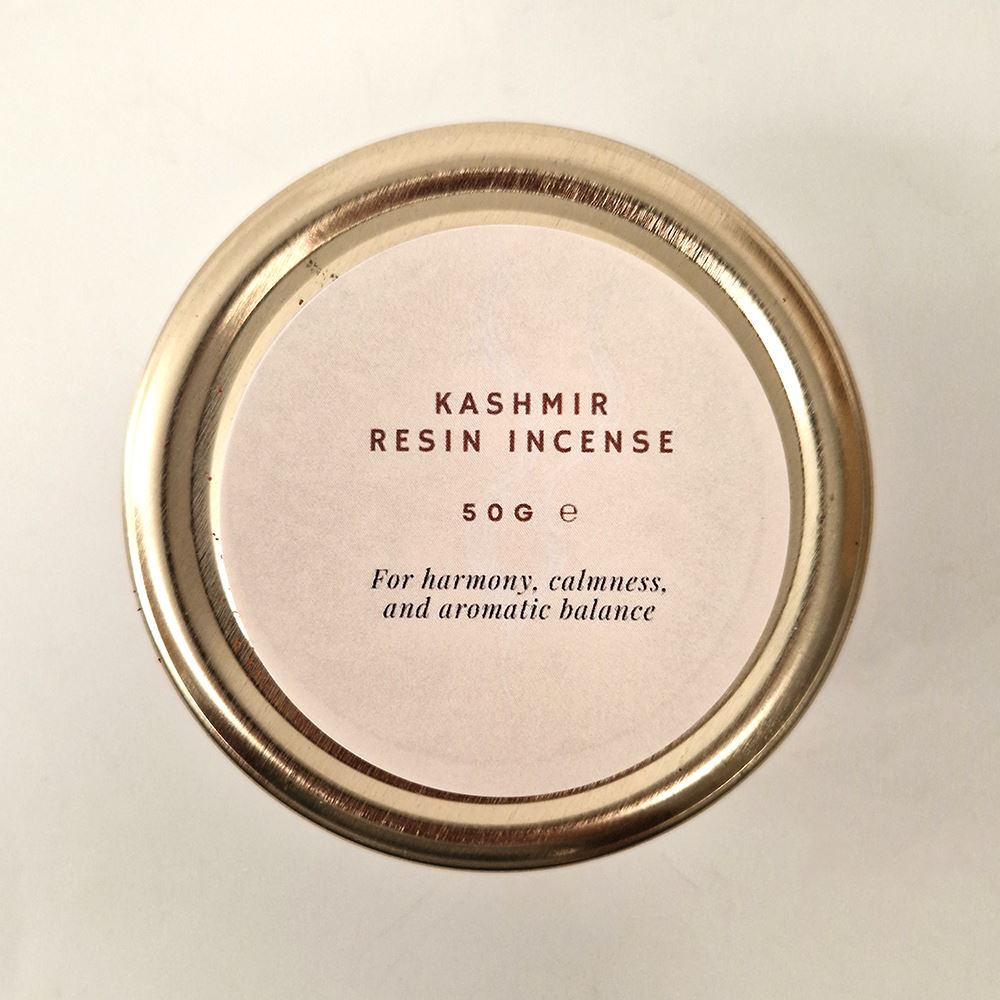 KASHMIR
RESIN INCENSE
50G ℮
For harmony, calmness,
and aromatic balance